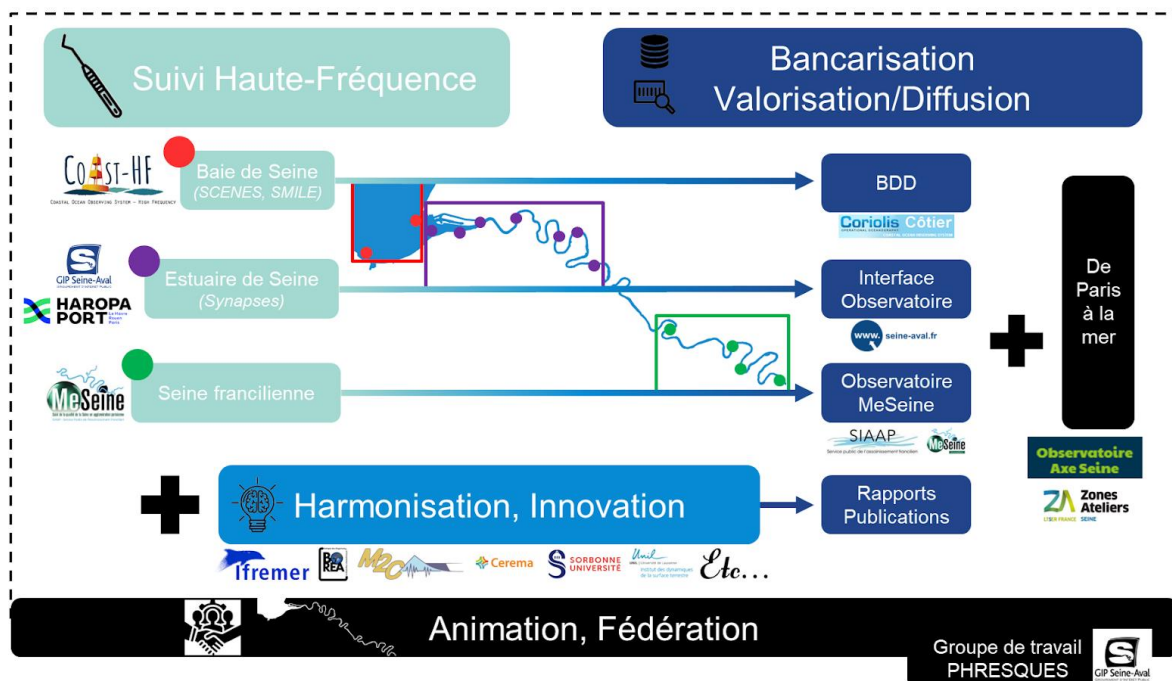 Suivi Haute-Fréquence
Bancarisation
Valorisation/Diffusion
COAST-HF
COASTAL OCEAN OBSERVING SYSTEM - HIGH FREQUENCY
Baie de Seine
(SCENES, SMILE)
BDD
Coriolis Côtier
GIP Seine-Aval
HAROPA
PORT
Estuaire de Seine
(Synapses)
Interface
Observatoire
www. seine-aval.fr
De
Paris
à la
mer
MeSeine
Seine francilienne
Observatoire
MeSeine
SIAAP
Service public de l'assainissement francilien
MeSeine
Observatoire
Axe Seine
ZA Zones
Ateliers
SEINE
Harmonisation, Innovation
Rapports
Publications
Ifremer
BOREA
M2C
Cerema
SORBONNE
UNIVERSITÉ
Unil
Etc...
Animation, Fédération
Groupe de travail
PHRESQUES
GIP Seine-Aval